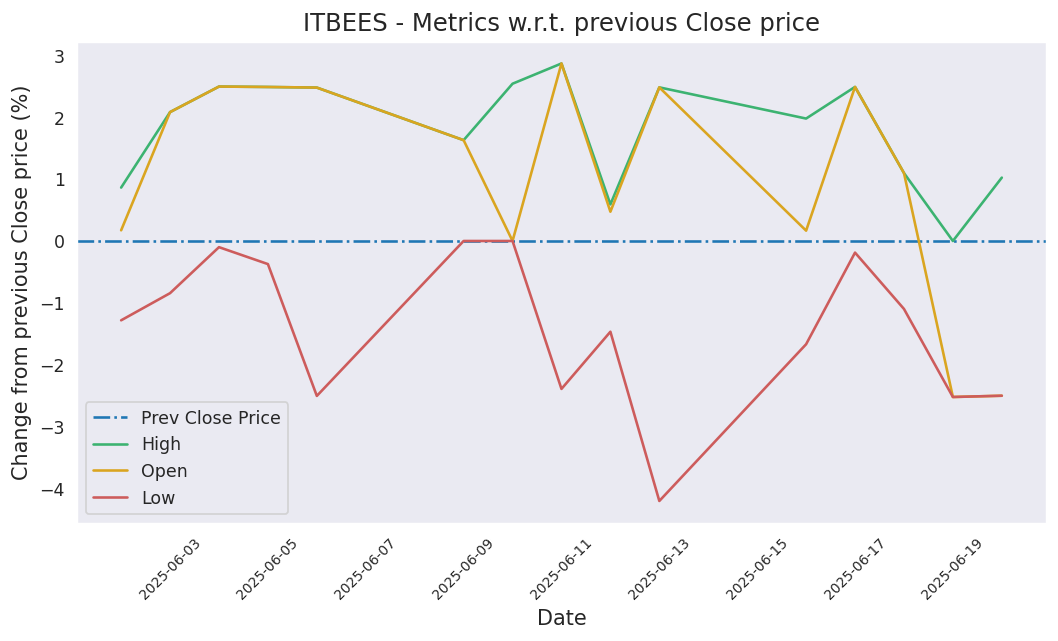 ITBEES - Metrics w.r.t. previous Close price
Change from previous Close price (%)
3
2
1
0
−1
−2
−3
−4
Prev Close Price
High
Open
Low
2025-06-03
2025-06-05
2025-06-07
2025-06-09
2025-06-11
2025-06-13
2025-06-15
2025-06-17
2025-06-19
Date